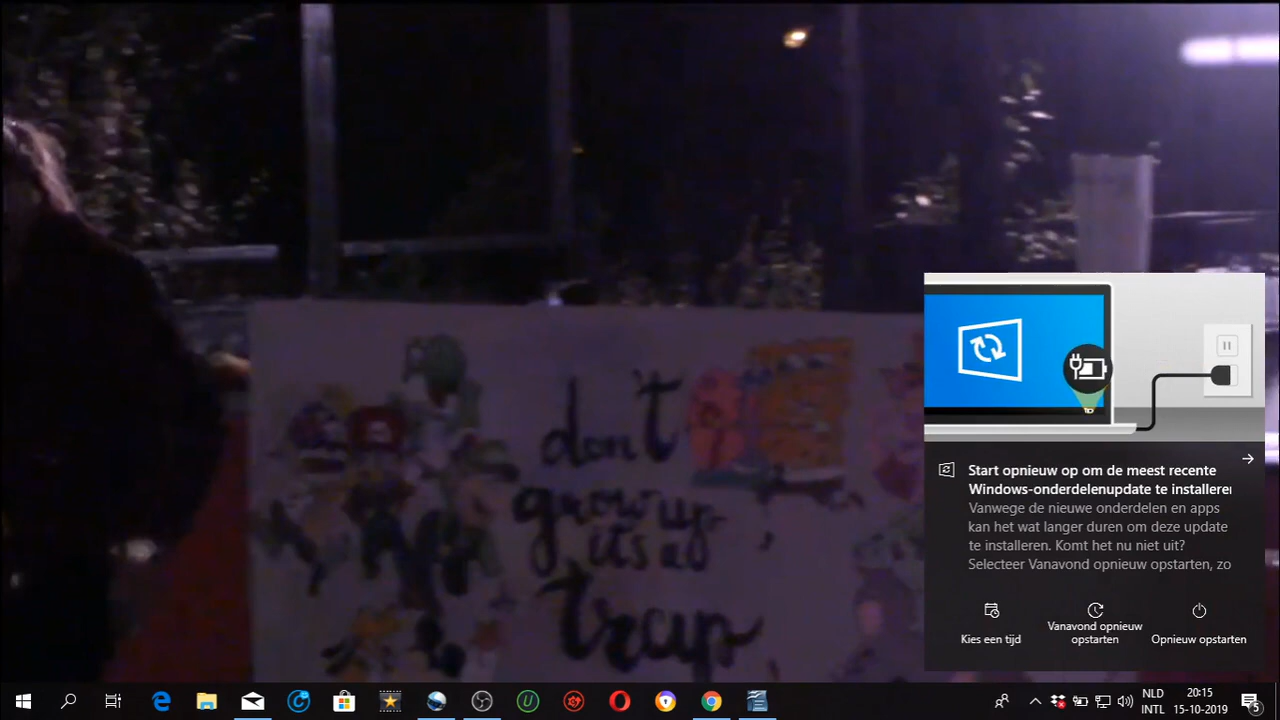 don't
grow up,
it's a
trap
Start opnieuw op om de meest recente
Windows-onderdelenupdate te installeren
Vanwege de nieuwe onderdelen en apps
kan het wat langer duren om deze update
te installeren. Komt het nu niet uit?
Selecteer Vanavond opnieuw opstarten, zo
Kies een tijd
Vanavond opnieuw
opstarten
Opnieuw opstarten
NLD
INTL
20:15
15-10-2019
5